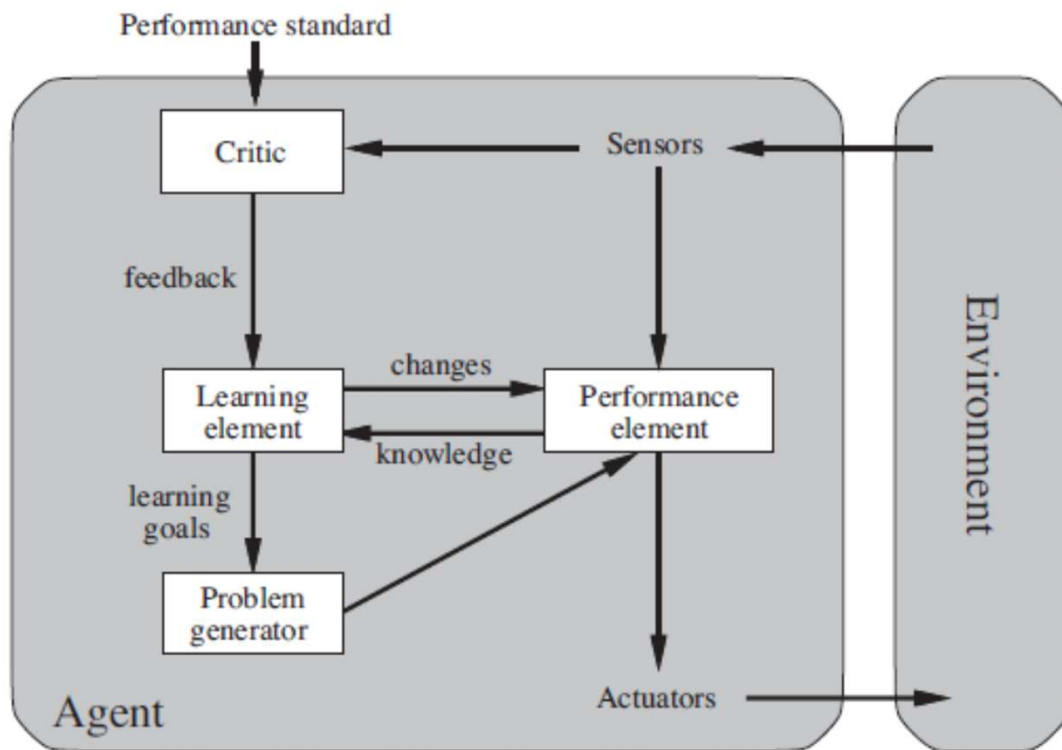 Performance standard
Critic
Sensors
feedback
changes
Learning
element
Performance
element
knowledge
learning
goals
Problem
generator
Agent
Actuators
Environment